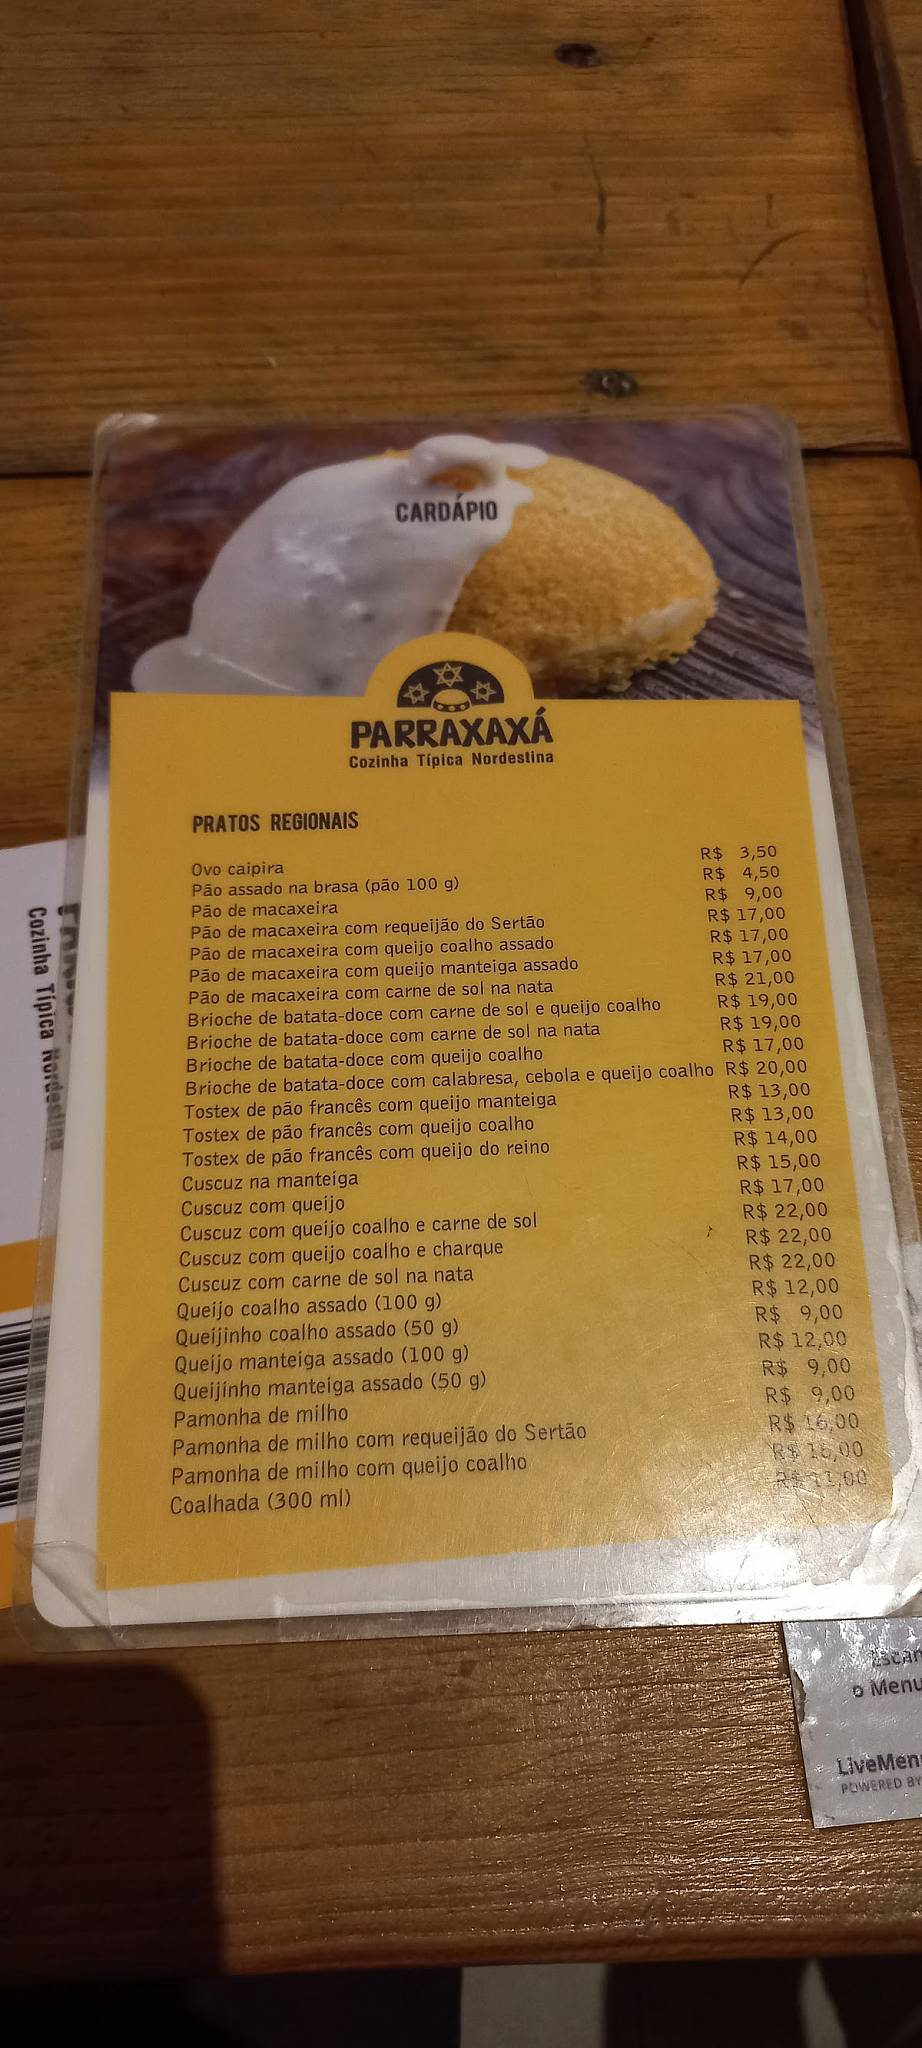 CARDÁPIO
PARRAXAXÁ
Cozinha Típica Nordestina
PRATOS REGIONAIS
Ovo caipira R$ 3,50
Pão assado na brasa (pão 100 g) R$ 4,50
Pão de macaxeira R$ 9,00
Pão de macaxeira com requeijão do Sertão R$ 17,00
Pão de macaxeira com queijo coalho assado R$ 17,00
Pão de macaxeira com queijo manteiga assado R$ 17,00
Pão de macaxeira com carne de sol na nata R$ 21,00
Brioche de batata-doce com carne de sol e queijo coalho R$ 19,00
Brioche de batata-doce com carne de sol na nata R$ 19,00
Brioche de batata-doce com queijo coalho R$ 17,00
Brioche de batata-doce com calabresa, cebola e queijo coalho R$ 20,00
Tostex de pão francês com queijo manteiga R$ 13,00
Tostex de pão francês com queijo coalho R$ 13,00
Tostex de pão francês com queijo do reino R$ 14,00
Cuscuz na manteiga R$ 15,00
Cuscuz com queijo R$ 17,00
Cuscuz com queijo coalho e carne de sol R$ 22,00
Cuscuz com queijo coalho e charque R$ 22,00
Cuscuz com carne de sol na nata R$ 22,00
Queijo coalho assado (100 g) R$ 12,00
Queijinho coalho assado (50 g) R$ 9,00
Queijo manteiga assado (100 g) R$ 12,00
Queijinho manteiga assado (50 g) R$ 9,00
Pamonha de milho R$ 9,00
Pamonha de milho com requeijão do Sertão R$ 16,00
Pamonha de milho com queijo coalho R$ 16,00
Coalhada (300 ml) R$ 11,00
Cozinha Típica Nordestina
o Menu
POWERED BY